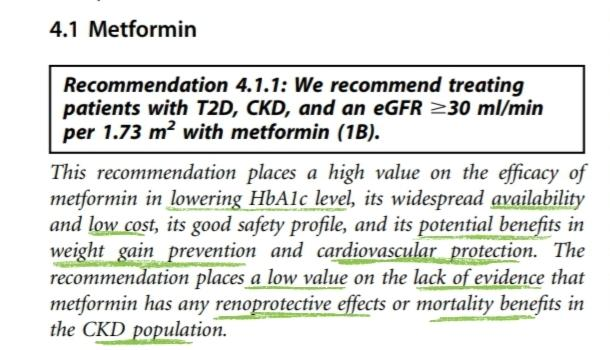 4.1 Metformin
Recommendation 4.1.1: We recommend treating
patients with T2D, CKD, and an eGFR ≥30 ml/min
per 1.73 m² with metformin (1B).
This recommendation places a high value on the efficacy of
metformin in lowering HbA1c level, its widespread availability
and low cost, its good safety profile, and its potential benefits in
weight gain prevention and cardiovascular protection. The
recommendation places a low value on the lack of evidence that
metformin has any renoprotective effects or mortality benefits in
the CKD population.